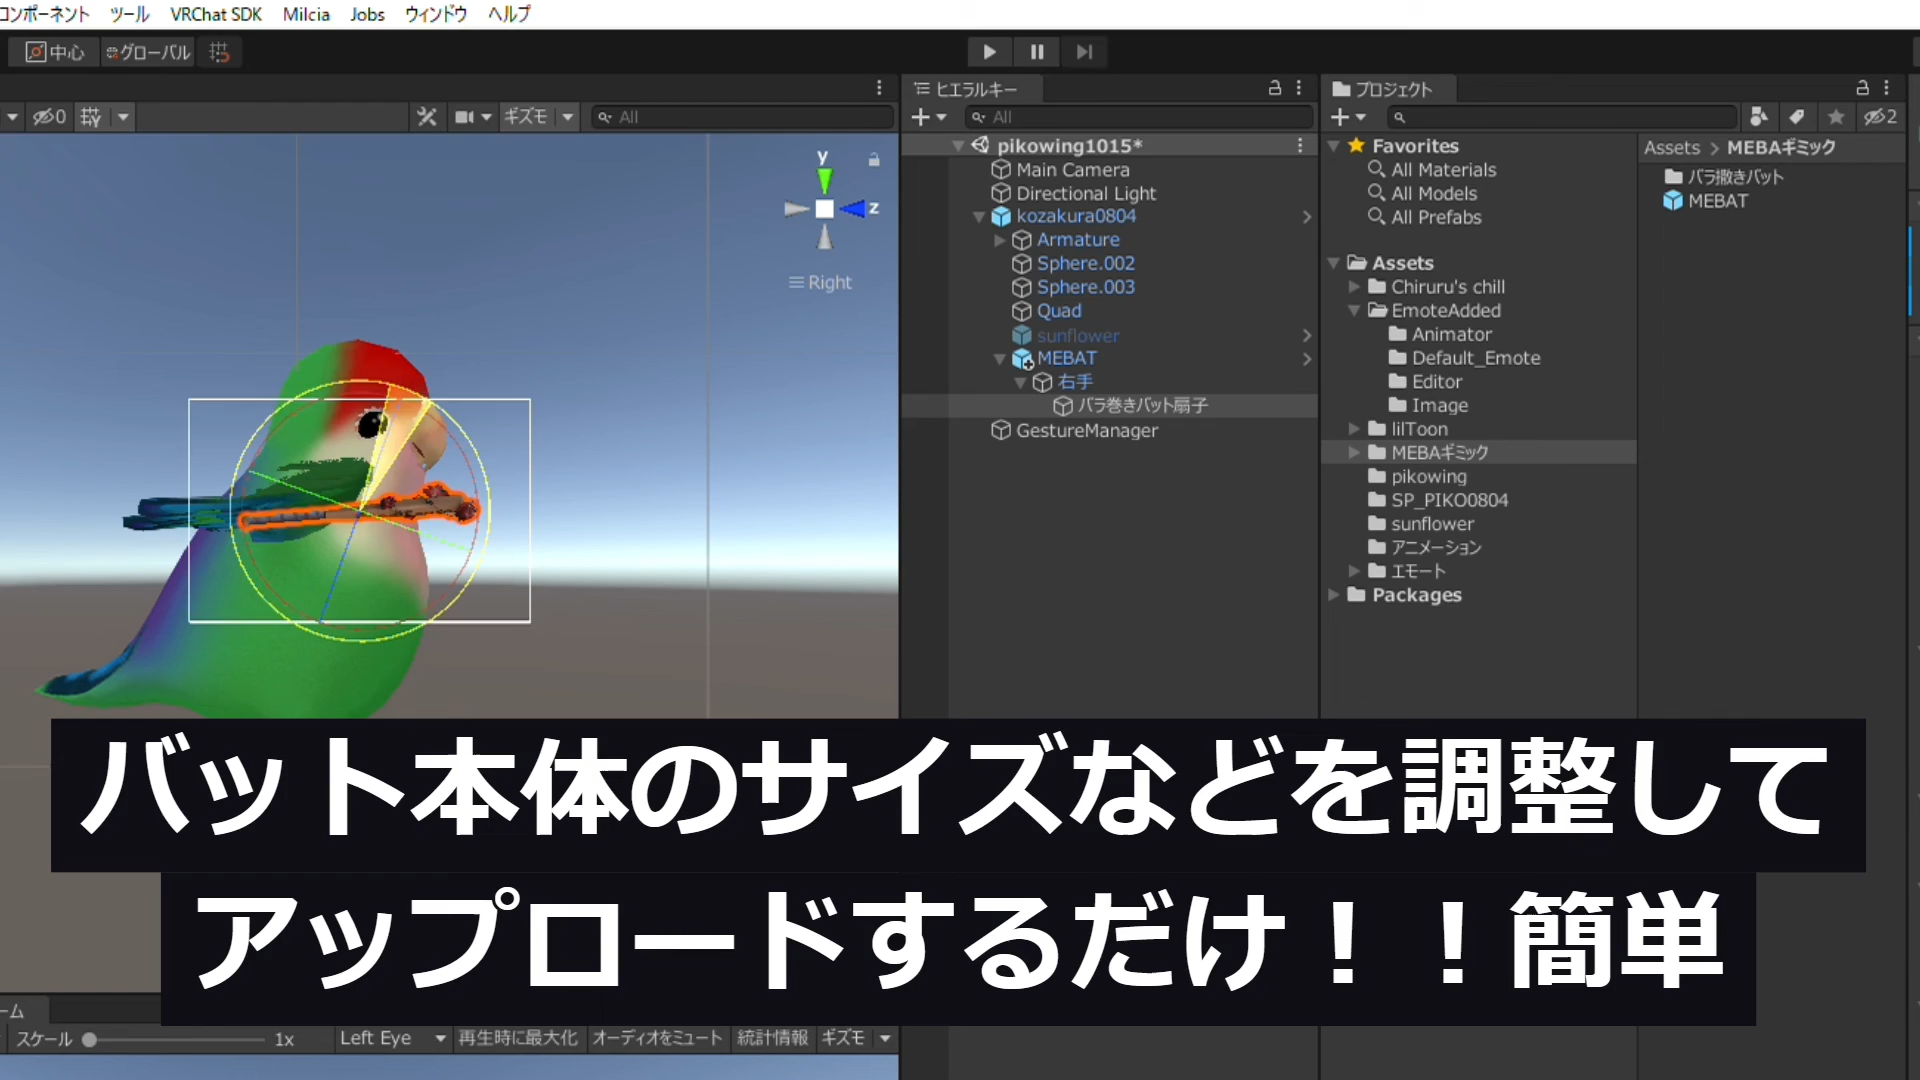 コンポーネント ツール VRChat SDK Milcia Jobs ウィンドウ ヘルプ
中心 グローバル
ヒエラルキー
プロジェクト
0 ギズモ All
All
2
y
z
Right
pikowing1015*
Main Camera
Directional Light
kozakura0804
Armature
Sphere.002
Sphere.003
Quad
sunflower
MEBAT
右手
バラ巻きバット扇子
GestureManager
Favorites
All Materials
All Models
All Prefabs
Assets
Chiruru's chill
EmoteAdded
Animator
Default_Emote
Editor
Image
lilToon
MEBAギミック
pikowing
SP_PIKO0804
sunflower
アニメーション
エモート
Packages
Assets > MEBAギミック
バラ撒きバット
MEBAT
バット本体のサイズなどを調整して
アップロードするだけ！！簡単
ーム
スケール 1x Left Eye 再生時に最大化 オーディオをミュート 統計情報 ギズモ